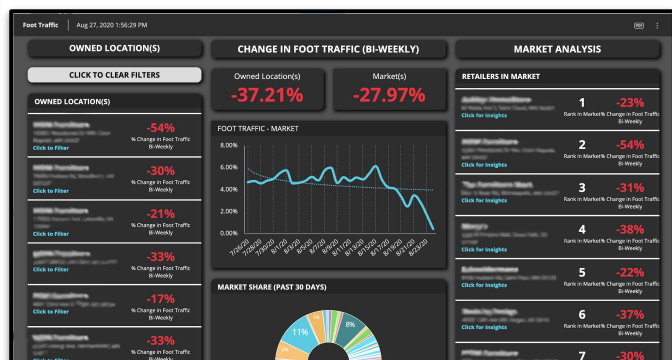 Foot Traffic
Aug 27, 2020 1:56:29 PM
PDF
OWNED LOCATION(S)
CLICK TO CLEAR FILTERS
OWNED LOCATION(S)
-54%
% Change in Foot Traffic
Bi-Weekly
Click to Filter
-30%
% Change in Foot Traffic
Bi-Weekly
Click to Filter
-21%
% Change in Foot Traffic
Bi-Weekly
Click to Filter
-33%
% Change in Foot Traffic
Bi-Weekly
Click to Filter
-17%
% Change in Foot Traffic
Bi-Weekly
Click to Filter
-33%
% Change in Foot Traffic
Bi-Weekly
Click to Filter
CHANGE IN FOOT TRAFFIC (BI-WEEKLY)
Owned Location(s)
-37.21%
Market(s)
-27.97%
FOOT TRAFFIC - MARKET
8.00%
6.00%
4.00%
2.00%
0.00%
7/26/20
7/28/20
7/30/20
8/1/20
8/3/20
8/5/20
8/7/20
8/9/20
8/11/20
8/13/20
8/15/20
8/17/20
8/19/20
8/21/20
8/23/20
MARKET SHARE (PAST 30 DAYS)
11%
8%
MARKET ANALYSIS
RETAILERS IN MARKET
1
-23%
Click for Insights
Rank in Market
% Change in Foot Traffic
Bi-Weekly
2
-54%
Click for Insights
Rank in Market
% Change in Foot Traffic
Bi-Weekly
3
-31%
Click for Insights
Rank in Market
% Change in Foot Traffic
Bi-Weekly
4
-38%
Click for Insights
Rank in Market
% Change in Foot Traffic
Bi-Weekly
5
-22%
Click for Insights
Rank in Market
% Change in Foot Traffic
Bi-Weekly
6
-37%
Click for Insights
Rank in Market
% Change in Foot Traffic
Bi-Weekly
7
-30%